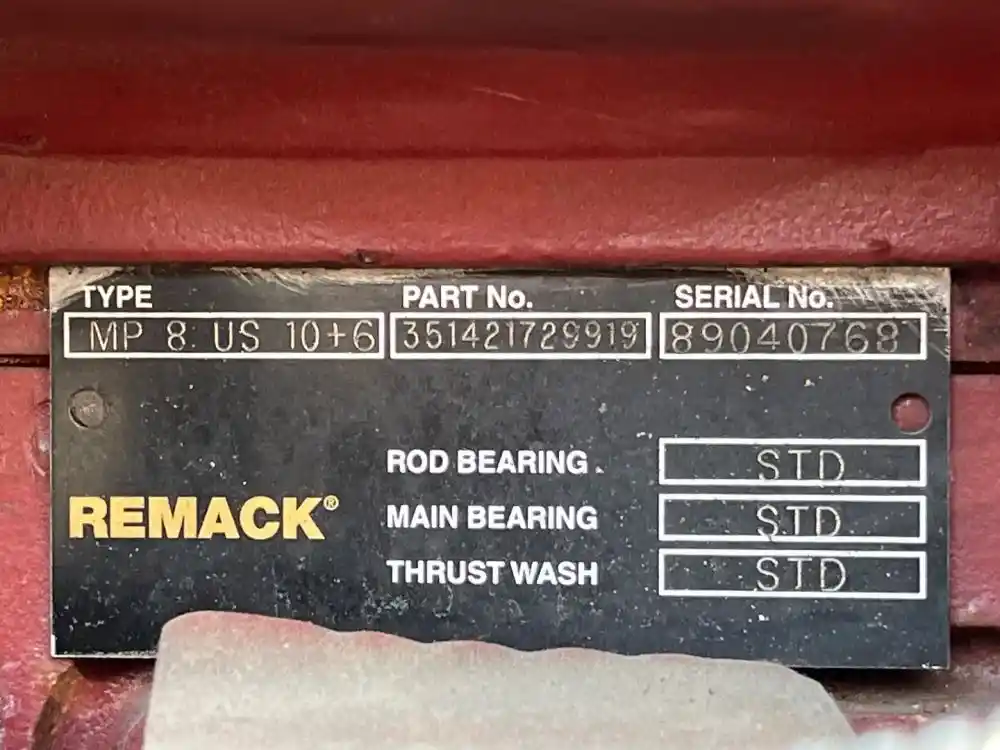 TYPE PART No. SERIAL No.
MP 8 US 10+6 351421729919 89040768
ROD BEARING. STD
REMACK® MAIN BEARING STD
THRUST WASH STD